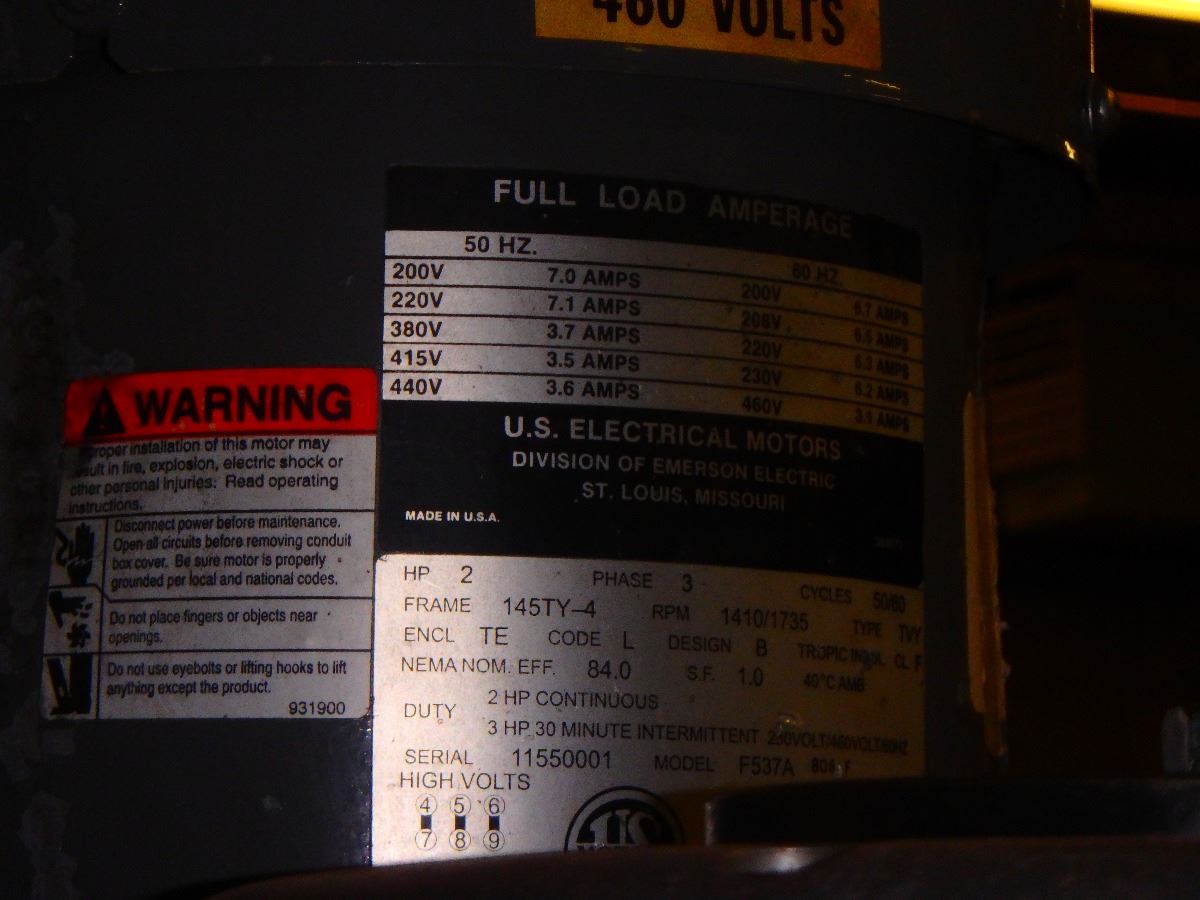 460 VOLTS
FULL LOAD AMPERAGE
50 HZ. 60 HZ.
200V 7.0 AMPS 200V 6.7 AMPS
220V 7.1 AMPS 208V 6.5 AMPS
380V 3.7 AMPS 220V 6.3 AMPS
415V 3.5 AMPS 230V 6.2 AMPS
440V 3.6 AMPS 460V 3.1 AMPS
U.S. ELECTRICAL MOTORS
DIVISION OF EMERSON ELECTRIC
ST. LOUIS, MISSOURI
MADE IN U.S.A.
WARNING
roper installation of this motor may
sult in fire, explosion, electric shock or
other personal injuries. Read operating
instructions.
Disconnect power before maintenance.
Open all circuits before removing conduit
box cover. Be sure motor is properly
grounded per local and national codes.
Do not place fingers or objects near
openings.
Do not use eyebolts or lifting hooks to lift
anything except the product.
931900
HP 2 PHASE 3 CYCLES 50/60
FRAME 145TY-4 RPM 1410/1735 TYPE TVY
ENCL TE CODE L DESIGN B TROPIC INSUL CL F
NEMA NOM. EFF. 84.0 S.F. 1.0 40°C AMB
2 HP CONTINUOUS
DUTY
3 HP 30 MINUTE INTERMITTENT 230VOLT/460VOLT/60HZ
SERIAL 11550001 MODEL F537A
HIGH VOLTS
4 5 6
7 8 9
US